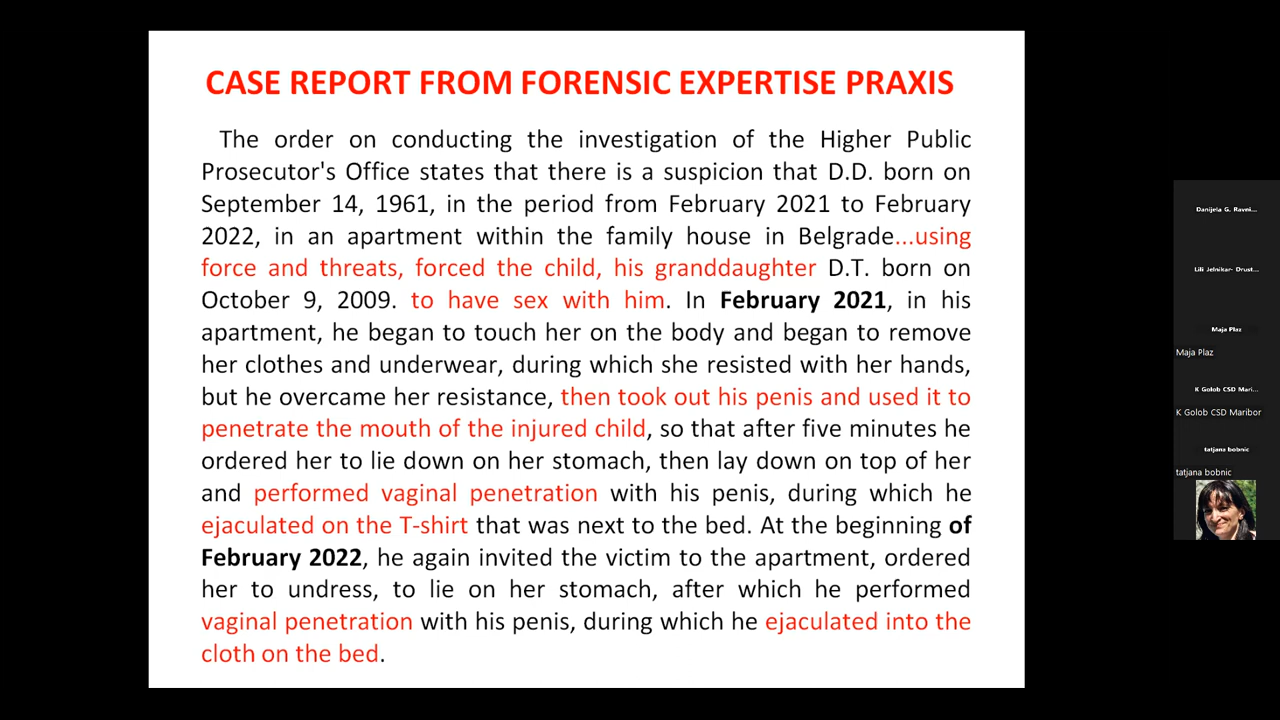 CASE REPORT FROM FORENSIC EXPERTISE PRAXIS
The order on conducting the investigation of the Higher Public
Prosecutor's Office states that there is a suspicion that D.D. born on
September 14, 1961, in the period from February 2021 to February
2022, in an apartment within the family house in Belgrade...using
force and threats, forced the child, his granddaughter D.T. born on
October 9, 2009. to have sex with him. In February 2021, in his
apartment, he began to touch her on the body and began to remove
her clothes and underwear, during which she resisted with her hands,
but he overcame her resistance, then took out his penis and used it to
penetrate the mouth of the injured child, so that after five minutes he
ordered her to lie down on her stomach, then lay down on top of her
and performed vaginal penetration with his penis, during which he
ejaculated on the T-shirt that was next to the bed. At the beginning of
February 2022, he again invited the victim to the apartment, ordered
her to undress, to lie on her stomach, after which he performed
vaginal penetration with his penis, during which he ejaculated into the
cloth on the bed.
Danijela G. Ravni...
Lili Jelnikar- Drust...
Maja Plaz
Maja Plaz
K Golob CSD Mari...
K Golob CSD Maribor
tatjana bobnic
tatjana bobnic